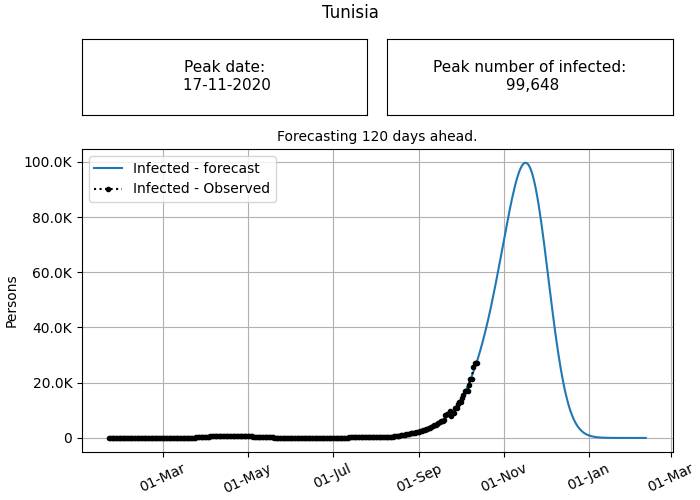 Tunisia
Peak date:
17-11-2020
Peak number of infected:
99,648
Forecasting 120 days ahead.
100.0K
80.0K
60.0K
40.0K
20.0K
0
Persons
Infected - forecast
Infected - Observed
01-Mar
01-May
01-Jul
01-Sep
01-Nov
01-Jan
01-Mar